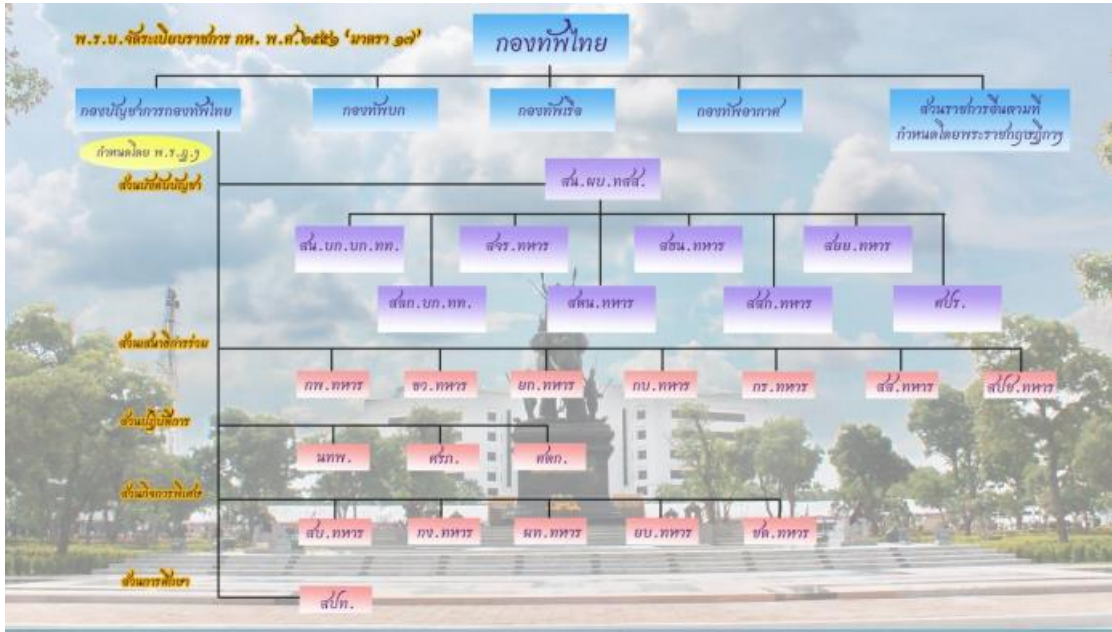 พ.ร.บ.จัดระเบียบราชการ กห. พ.ศ.๒๕๕๑ 'มาตรา ๑๗'
กองทัพไทย
กองบัญชาการกองทัพไทย
กองทัพบก
กองทัพเรือ
กองทัพอากาศ
ส่วนราชการอื่นตามที่
กำหนดโดยพระราชกฤษฎีกาฯ
กำหนดโดย พ.ร.ฎ.ฯ
ส่วนบังคับบัญชา
สน.ผบ.ทสส.
สน.บก.บก.ทท.
สจร.ทหาร
สธน.ทหาร
สยย.ทหาร
สลก.บก.ทท.
สตน.ทหาร
สสก.ทหาร
ศปร.
ส่วนเสนาธิการร่วม
กพ.ทหาร
ขว.ทหาร
ยก.ทหาร
กบ.ทหาร
กร.ทหาร
สส.ทหาร
สปช.ทหาร
ส่วนปฏิบัติการ
นทพ.
ศรภ.
ศตก.
ส่วนกิจการพิเศษ
สบ.ทหาร
กง.ทหาร
ผท.ทหาร
ยบ.ทหาร
ชด.ทหาร
ส่วนการศึกษา
สปท.